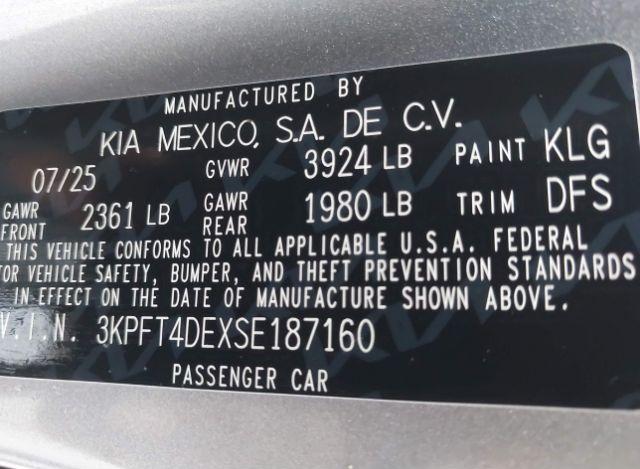 MANUFACTURED BY
KIA MEXICO, S.A. DE C.V.
07/25 GVWR 3924 LB PAINT KLG
GAWR FRONT 2361 LB GAWR REAR 1980 LB TRIM DFS
THIS VEHICLE CONFORMS TO ALL APPLICABLE U.S.A. FEDERAL
OR VEHICLE SAFETY, BUMPER, AND THEFT PREVENTION STANDARDS
IN EFFECT ON THE DATE OF MANUFACTURE SHOWN ABOVE.
V.I.N. 3KPFT4DEXSE187160
PASSENGER CAR